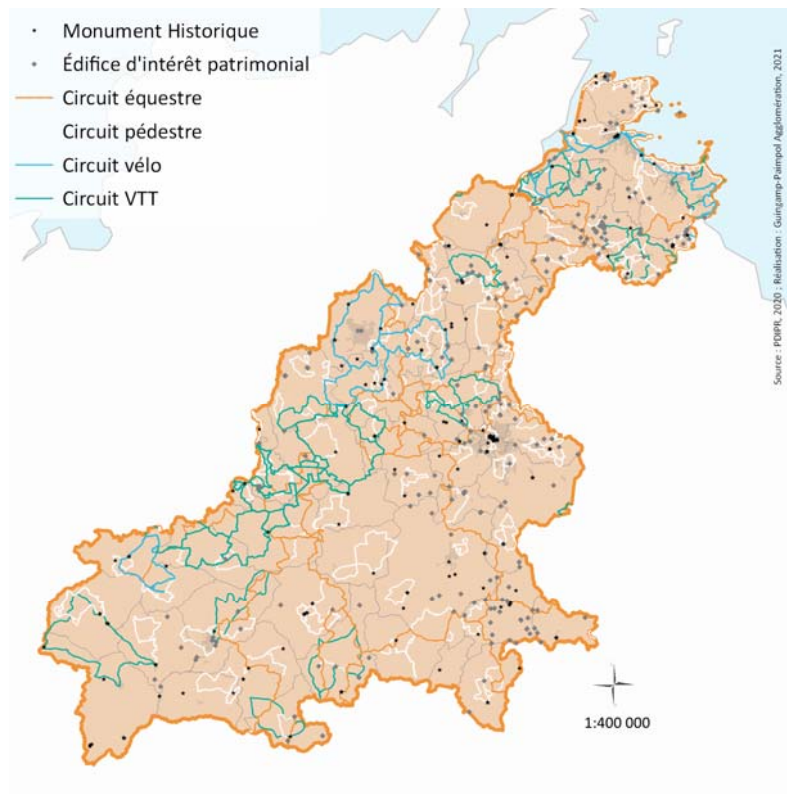 Monument Historique
Édifice d'intérêt patrimonial
Circuit équestre
Circuit pédestre
Circuit vélo
Circuit VTT
Source : PDIPR, 2020 ; Réalisation : Guingamp-Paimpol Agglomération, 2021
1:400 000